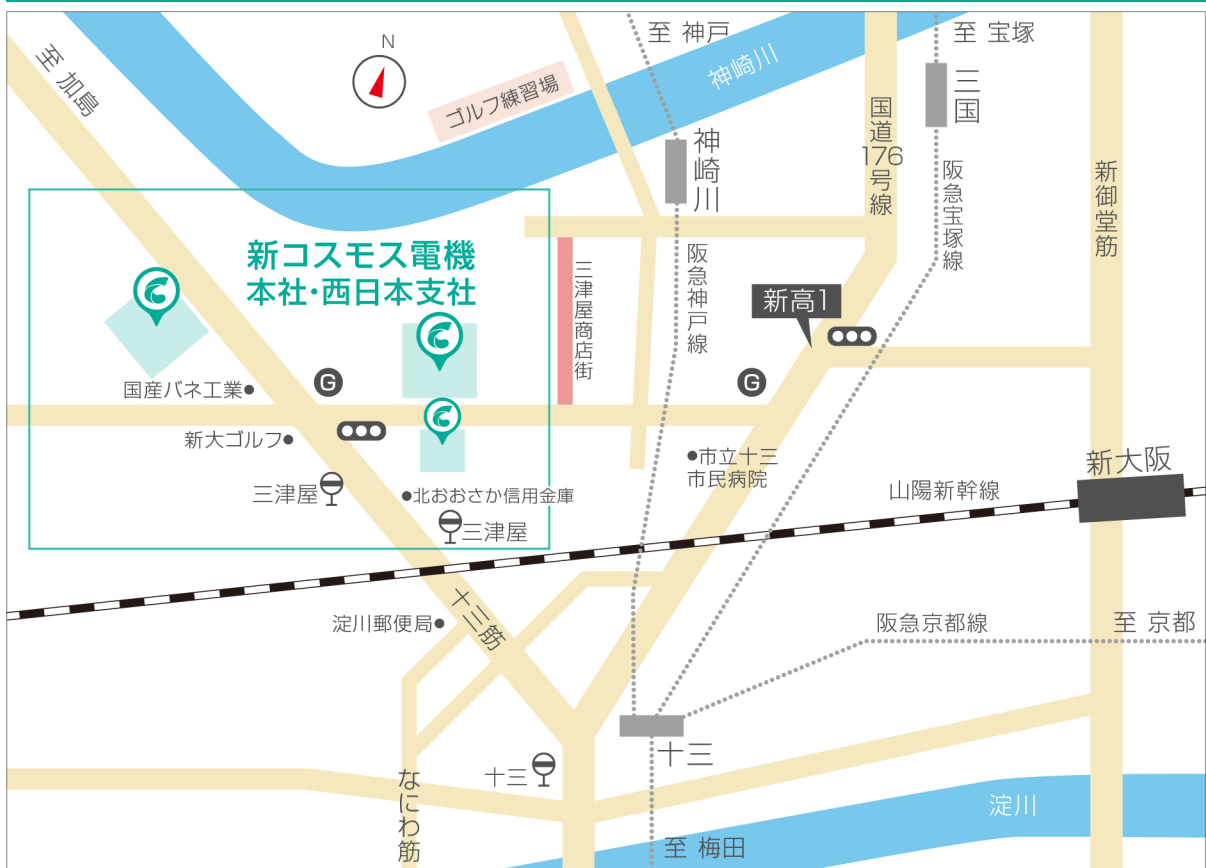 至 神戸
至 宝塚
N
至 加島
神崎川
三国
ゴルフ練習場
国道176号線
神崎川
阪急宝塚線
新御堂筋
新コスモス電機
本社・西日本支社
阪急神戸線
三津屋商店街
新高1
国産バネ工業
G
G
新大ゴルフ
市立十三
市民病院
新大阪
三津屋
北おおさか信用金庫
山陽新幹線
三津屋
十三筋
淀川郵便局
阪急京都線
至 京都
十三
十三
なにわ筋
淀川
至 梅田